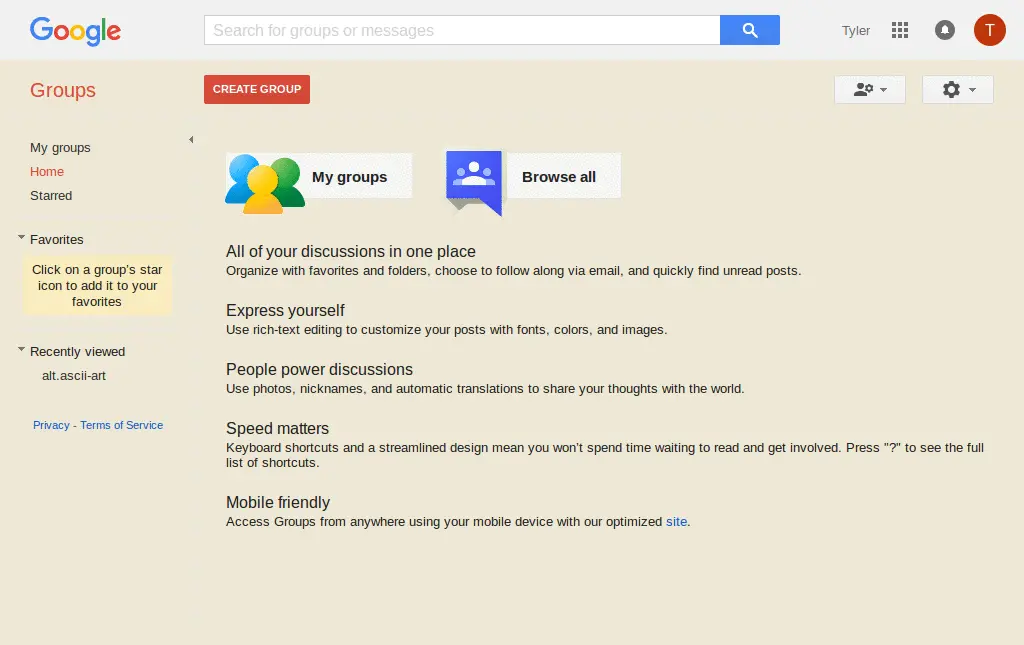 Google
Search for groups or messages
Tyler
T
Groups
CREATE GROUP
My groups
Home
Starred
Favorites
Click on a group's star
icon to add it to your
favorites
Recently viewed
alt.ascii-art
Privacy - Terms of Service
My groups
Browse all
All of your discussions in one place
Organize with favorites and folders, choose to follow along via email, and quickly find unread posts.
Express yourself
Use rich-text editing to customize your posts with fonts, colors, and images.
People power discussions
Use photos, nicknames, and automatic translations to share your thoughts with the world.
Speed matters
Keyboard shortcuts and a streamlined design mean you won't spend time waiting to read and get involved. Press "?" to see the full
list of shortcuts.
Mobile friendly
Access Groups from anywhere using your mobile device with our optimized site.